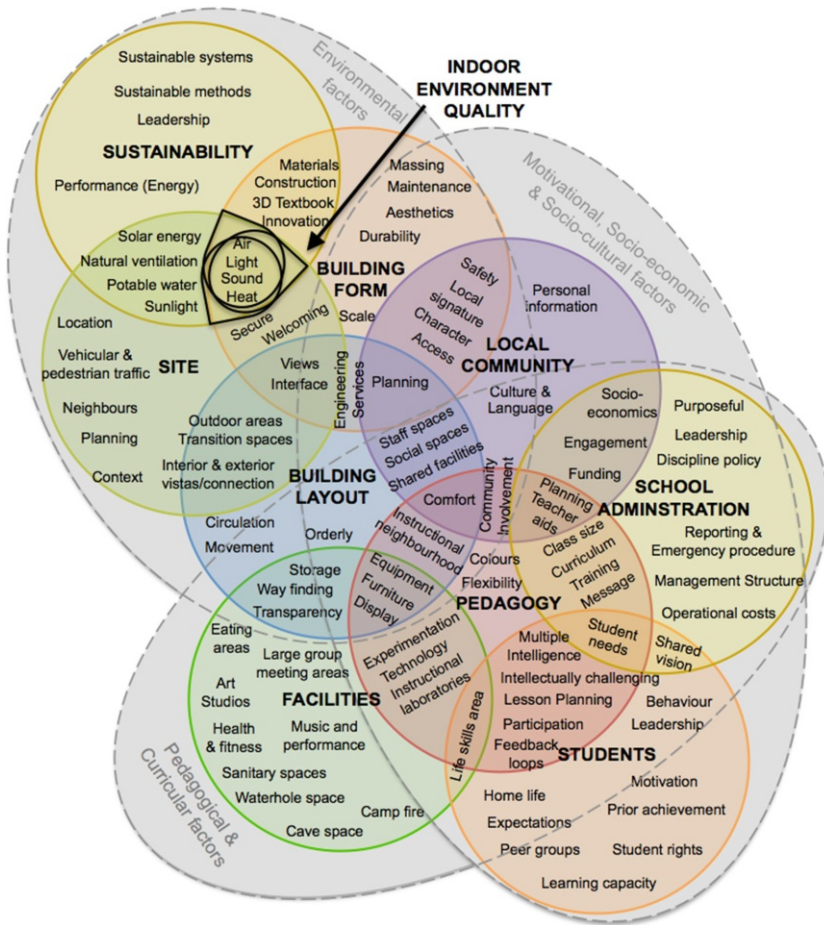 Environmental
factors
INDOOR
ENVIRONMENT
QUALITY
Motivational, Socio-economic
& Socio-cultural factors
Sustainable systems
Sustainable methods
Leadership
SUSTAINABILITY
Performance (Energy)
Materials
Construction
3D Textbook
Innovation
Massing
Maintenance
Aesthetics
Durability
BUILDING
FORM
Scale
Solar energy
Natural ventilation
Potable water
Sunlight
Air
Light
Sound
Heat
Secure
Welcoming
Safety
Local
signature
Character
Access
Personal
information
LOCAL
COMMUNITY
Culture &
Language
Location
Vehicular &
pedestrian traffic
SITE
Neighbours
Planning
Context
Views
Interface
Engineering
Services
Planning
Outdoor areas
Transition spaces
Interior & exterior
vistas/connection
Staff spaces
Social spaces
Shared facilities
BUILDING
LAYOUT
Comfort
Community
Involvement
Circulation
Movement
Orderly
Instructional
neighbourhood
Socio-
economics
Engagement
Funding
Purposeful
Leadership
Discipline policy
SCHOOL
ADMINSTRATION
Planning
Teacher
aids
Reporting &
Emergency procedure
Management Structure
Operational costs
Class size
Curriculum
Training
Message
Colours
Flexibility
PEDAGOGY
Storage
Way finding
Transparency
Equipment
Furniture
Display
Student
needs
Shared
vision
Experimentation
Technology
Instructional
laboratories
Multiple
Intelligence
Intellectually challenging
Lesson Planning
Participation
Feedback
loops
Life skills area
Eating
areas
Large group
meeting areas
Art
Studios
FACILITIES
Health
& fitness
Music and
performance
Sanitary spaces
Waterhole space
Camp fire
Cave space
Pedagogical &
Curricular factors
Behaviour
Leadership
STUDENTS
Home life
Motivation
Expectations
Prior achievement
Peer groups
Student rights
Learning capacity